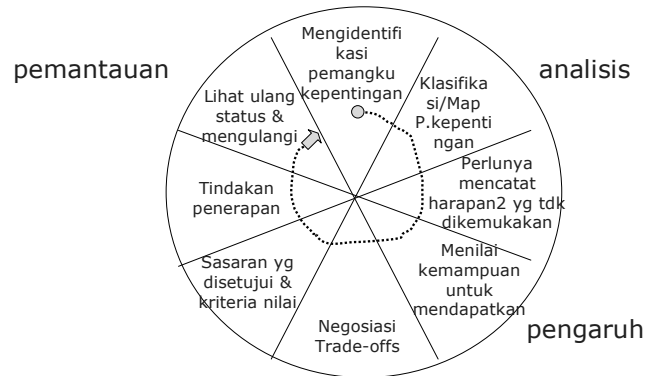 pemantauan
analisis
Mengidentifi
kasi
pemangku
kepentingan
Klasifika
si/Map
P.kepenti
ngan
Perlunya
mencatat
harapan2 yg tdk
dikemukakan
Menilai
kemampuan
untuk
mendapatkan
pengaruh
Negosiasi
Trade-offs
Sasaran yg
disetujui &
kriteria nilai
Tindakan
penerapan
Lihat ulang
status &
mengulangi